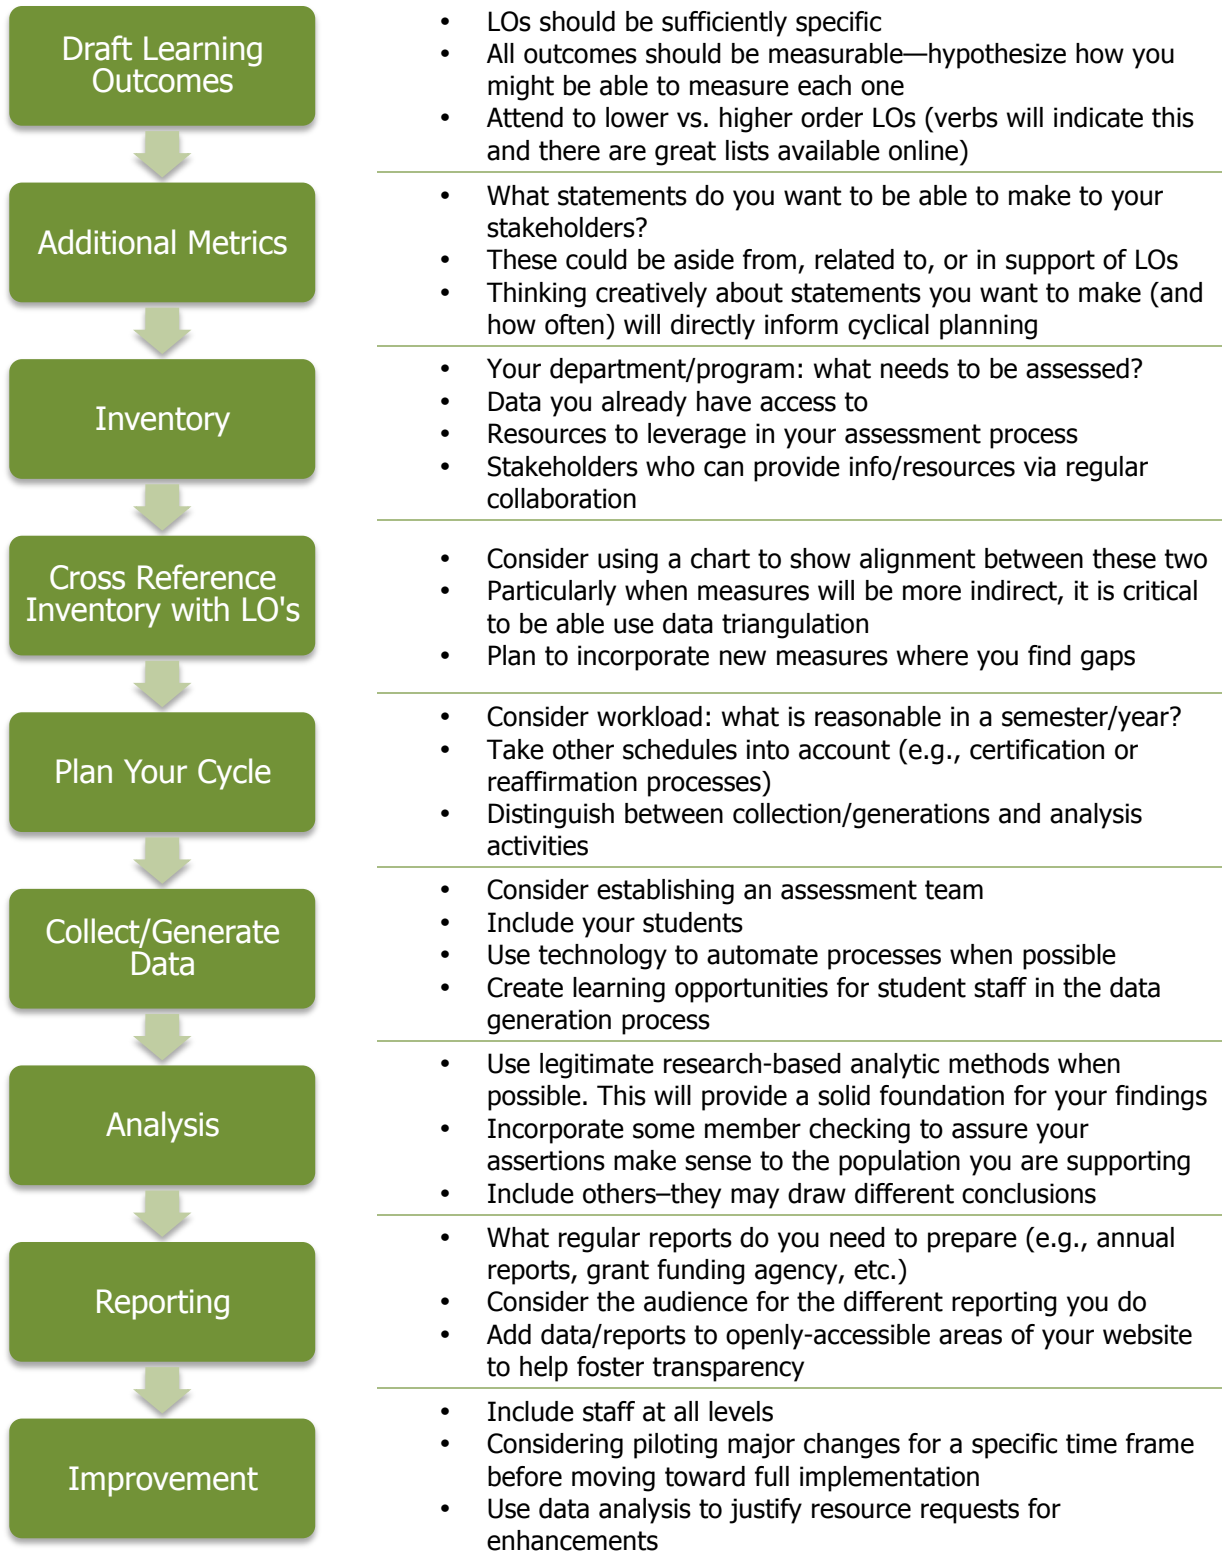 Draft Learning
Outcomes
• LOs should be sufficiently specific
• All outcomes should be measurable—hypothesize how you
might be able to measure each one
• Attend to lower vs. higher order LOs (verbs will indicate this
and there are great lists available online)
Additional Metrics
• What statements do you want to be able to make to your
stakeholders?
• These could be aside from, related to, or in support of LOs
• Thinking creatively about statements you want to make (and
how often) will directly inform cyclical planning
Inventory
• Your department/program: what needs to be assessed?
• Data you already have access to
• Resources to leverage in your assessment process
• Stakeholders who can provide info/resources via regular
collaboration
Cross Reference
Inventory with LO's
• Consider using a chart to show alignment between these two
• Particularly when measures will be more indirect, it is critical
to be able use data triangulation
• Plan to incorporate new measures where you find gaps
Plan Your Cycle
• Consider workload: what is reasonable in a semester/year?
• Take other schedules into account (e.g., certification or
reaffirmation processes)
• Distinguish between collection/generations and analysis
activities
Collect/Generate
Data
• Consider establishing an assessment team
• Include your students
• Use technology to automate processes when possible
• Create learning opportunities for student staff in the data
generation process
Analysis
• Use legitimate research-based analytic methods when
possible. This will provide a solid foundation for your findings
• Incorporate some member checking to assure your
assertions make sense to the population you are supporting
• Include others–they may draw different conclusions
Reporting
• What regular reports do you need to prepare (e.g., annual
reports, grant funding agency, etc.)
• Consider the audience for the different reporting you do
• Add data/reports to openly-accessible areas of your website
to help foster transparency
Improvement
• Include staff at all levels
• Considering piloting major changes for a specific time frame
before moving toward full implementation
• Use data analysis to justify resource requests for
enhancements